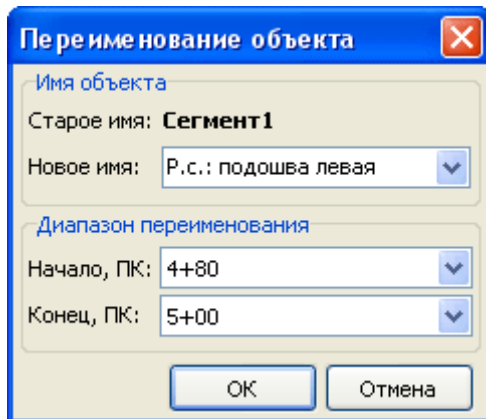 Переименование объекта
Имя объекта
Старое имя: Сегмент1
Новое имя: Р.с.: подошва левая
Диапазон переименования
Начало, ПК: 4+80
Конец, ПК: 5+00
ОК Отмена